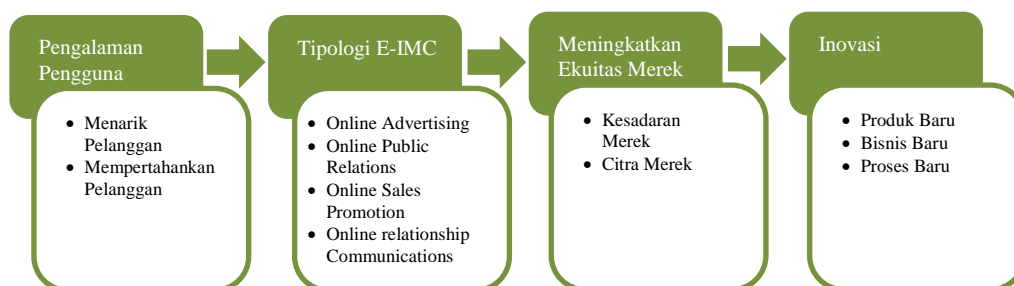 Pengalaman
Pengguna
• Menarik
Pelanggan
• Mempertahankan
Pelanggan
Tipologi E-IMC
• Online Advertising
• Online Public
Relations
• Online Sales
Promotion
• Online relationship
Communications
Meningkatkan
Ekuitas Merek
• Kesadaran
Merek
• Citra Merek
Inovasi
• Produk Baru
• Bisnis Baru
• Proses Baru